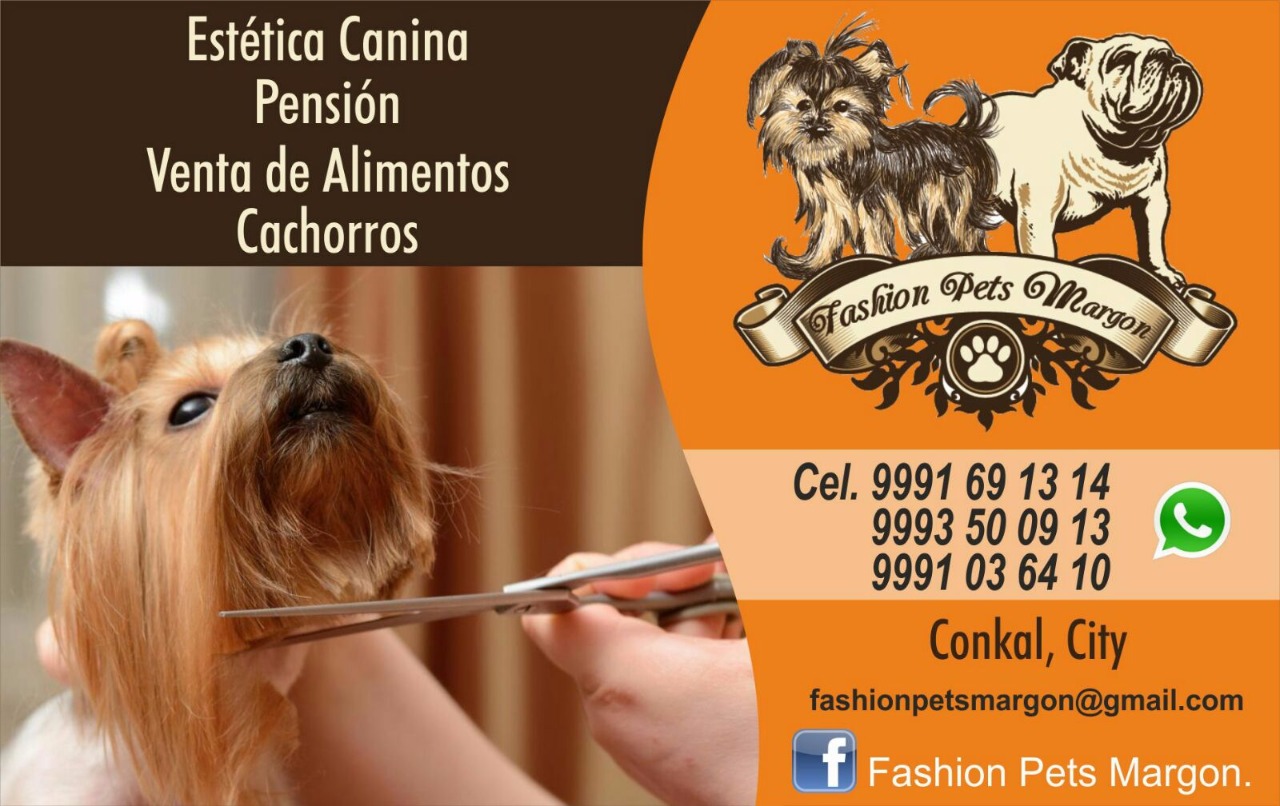 Estética Canina
Pensión
Venta de Alimentos
Cachorros
Fashion Pets Margon
Cel. 9991 69 13 14
9993 50 09 13
9991 03 64 10
Conkal, City
fashionpetsmargon@gmail.com
f Fashion Pets Margon.